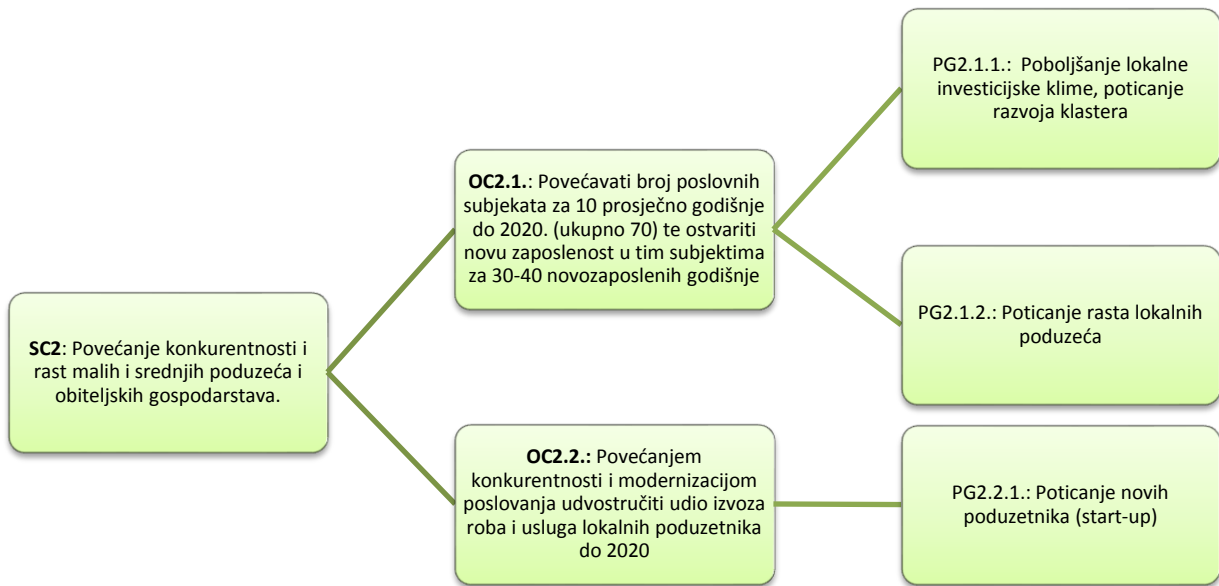 SC2: Povećanje konkurentnosti i
rast malih i srednjih poduzeća i
obiteljskih gospodarstava.
OC2.1.: Povećavati broj poslovnih
subjekata za 10 prosječno godišnje
do 2020. (ukupno 70) te ostvariti
novu zaposlenost u tim subjektima
za 30-40 novozaposlenih godišnje
PG2.1.1.: Poboljšanje lokalne
investicijske klime, poticanje
razvoja klastera
PG2.1.2.: Poticanje rasta lokalnih
poduzeća
OC2.2.: Povećanjem
konkurentnosti i modernizacijom
poslovanja udvostručiti udio izvoza
roba i usluga lokalnih poduzetnika
do 2020
PG2.2.1.: Poticanje novih
poduzetnika (start-up)